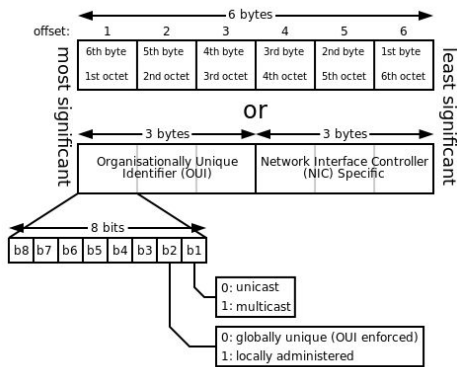 6 bytes
offset: 1 2 3 4 5 6
most significant
6th byte 5th byte 4th byte 3rd byte 2nd byte 1st byte
1st octet 2nd octet 3rd octet 4th octet 5th octet 6th octet
least significant
or
3 bytes 3 bytes
Organisationally Unique Network Interface Controller
Identifier (OUI) (NIC) Specific
8 bits
b8 b7 b6 b5 b4 b3 b2 b1
0: unicast
1: multicast
0: globally unique (OUI enforced)
1: locally administered